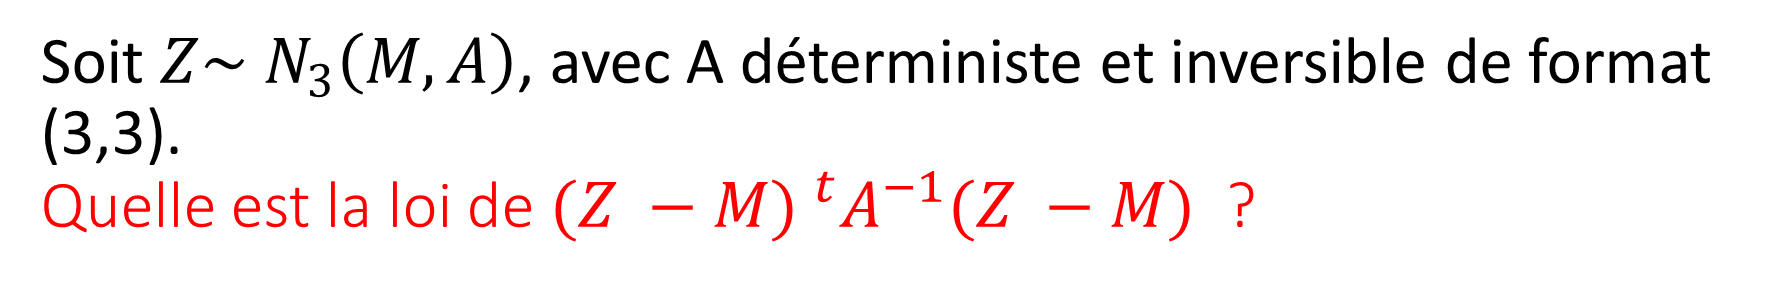 Soit Z~ N₃(M, A), avec A déterministe et inversible de format
(3,3).
Quelle est la loi de (Z − M) ᵗA⁻¹(Z − M) ?